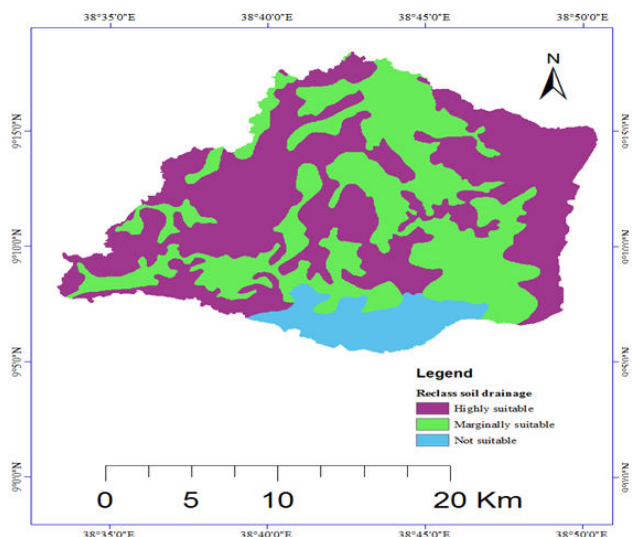 38°35'0"E 38°40'0"E 38°45'0"E 38°50'0"E
N
9°15'0"N 9°15'0"N
9°10'0"N 9°10'0"N
9°5'0"N 9°5'0"N
Legend
Reclass soil drainage
Highly suitable
Marginally suitable
Not suitable
9°0'0"N 9°0'0"N
0 5 10 20 Km
38°35'0"E 38°40'0"E 38°45'0"E 38°50'0"E